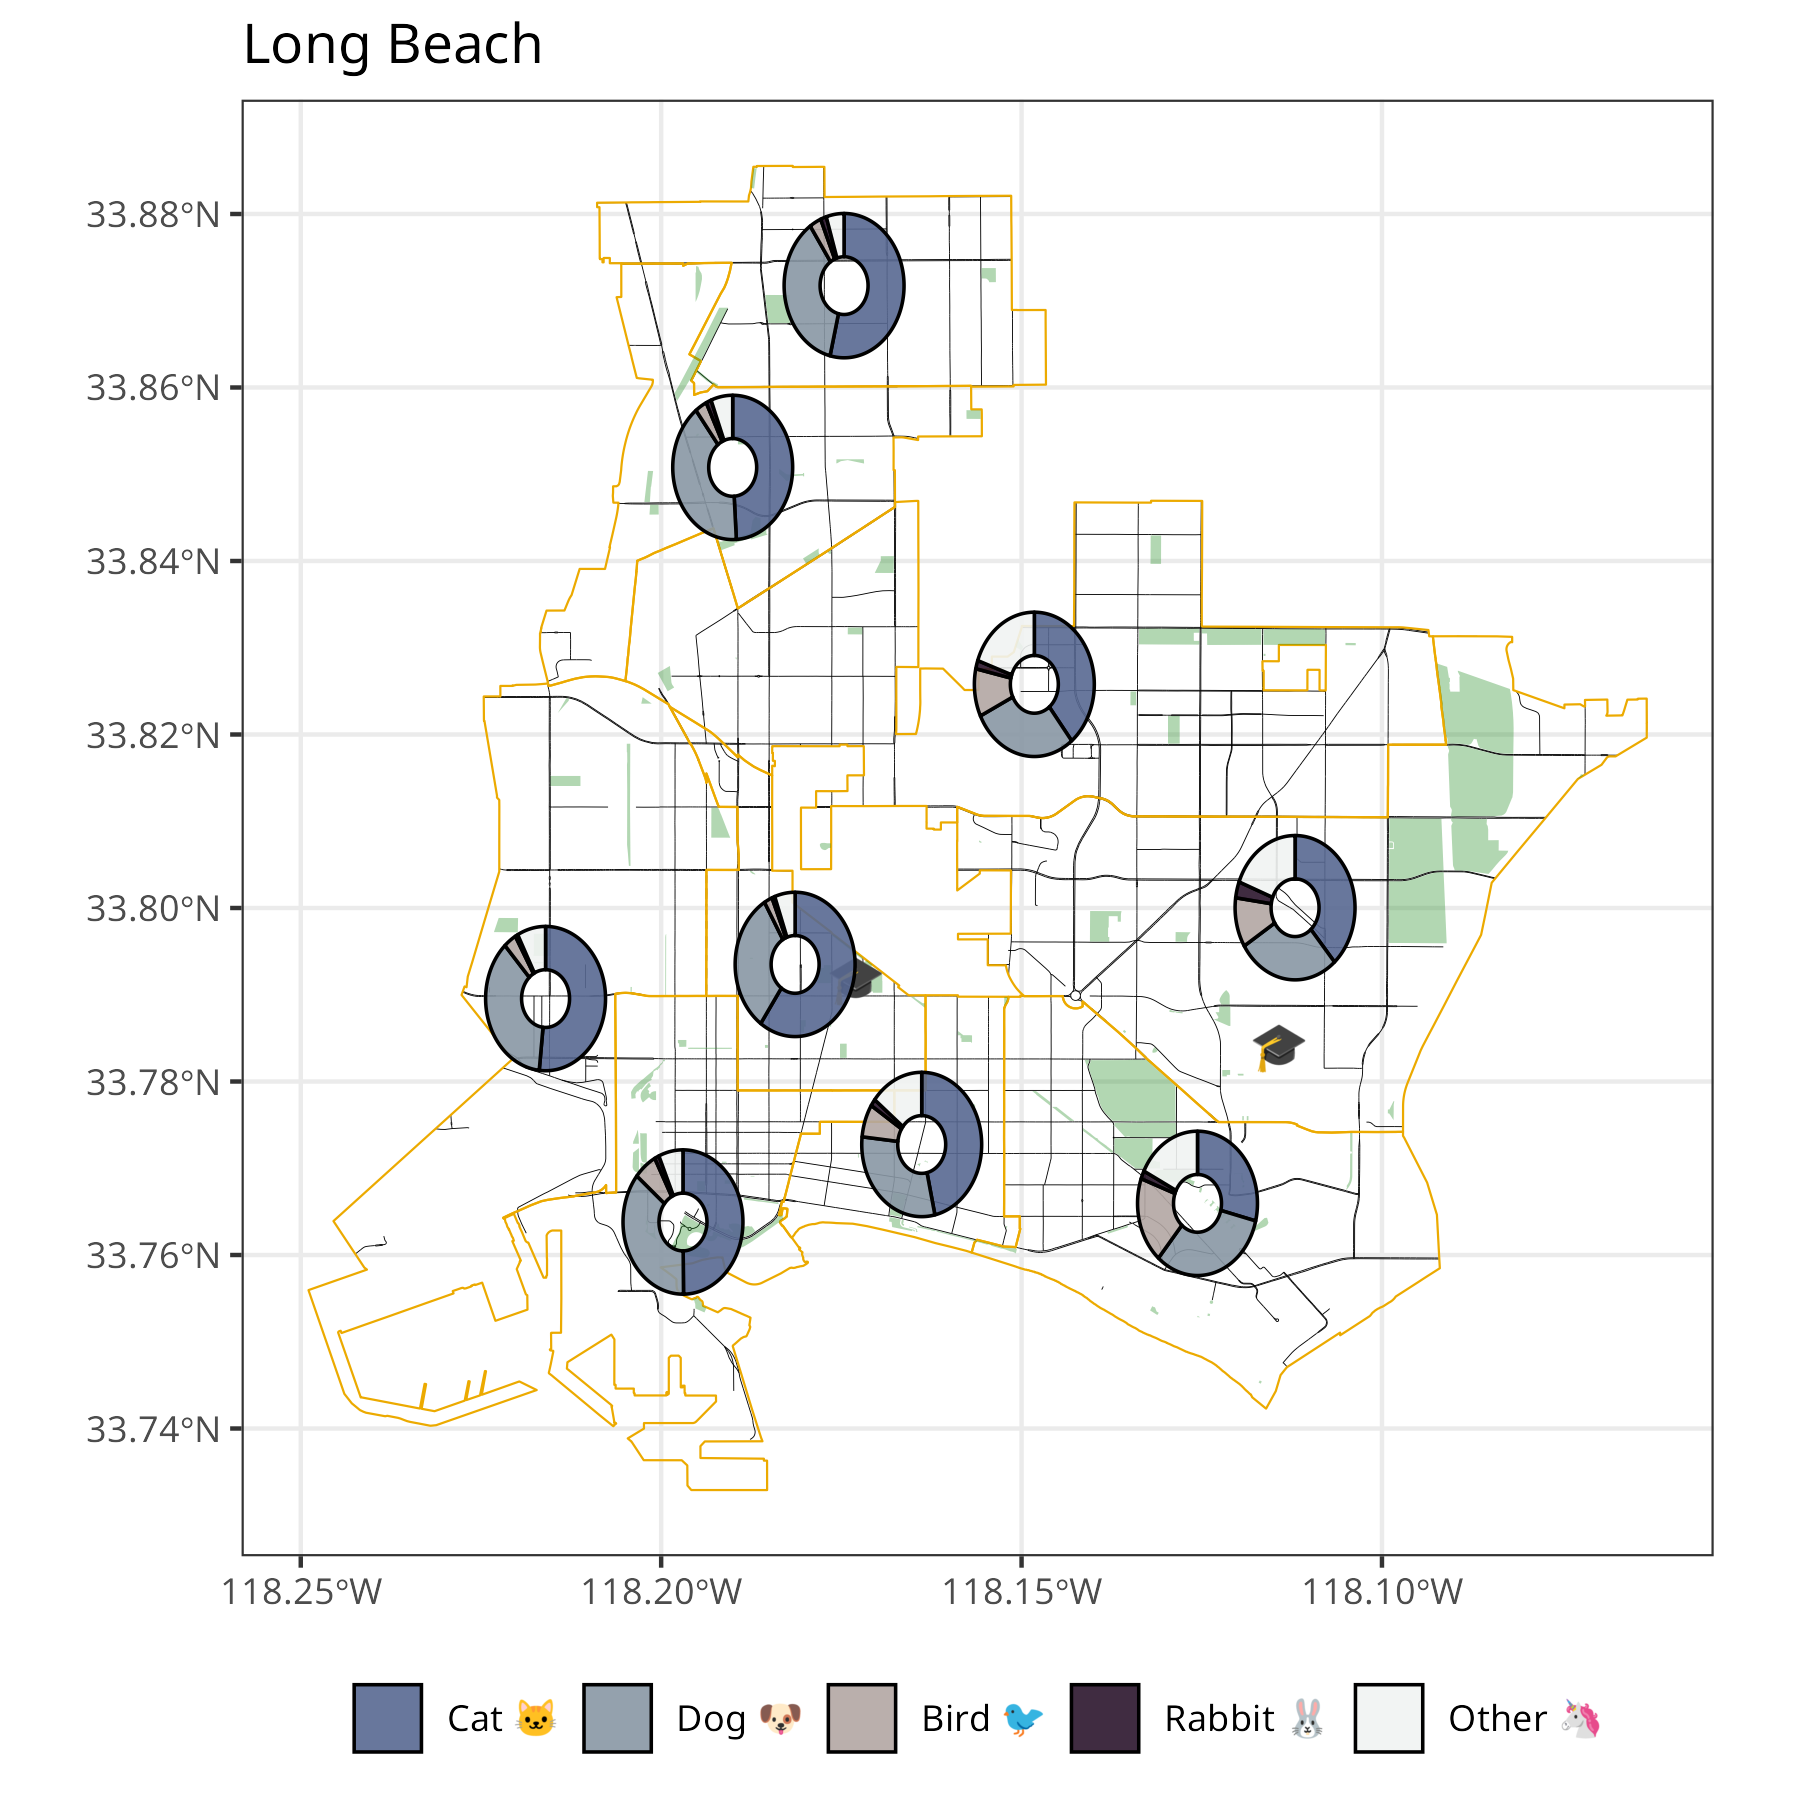 Long Beach
33.88°N
33.86°N
33.84°N
33.82°N
33.80°N
33.78°N
33.76°N
33.74°N
118.25°W 118.20°W 118.15°W 118.10°W
Cat 🐱 Dog 🐶 Bird 🐦 Rabbit 🐰 Other 🦄